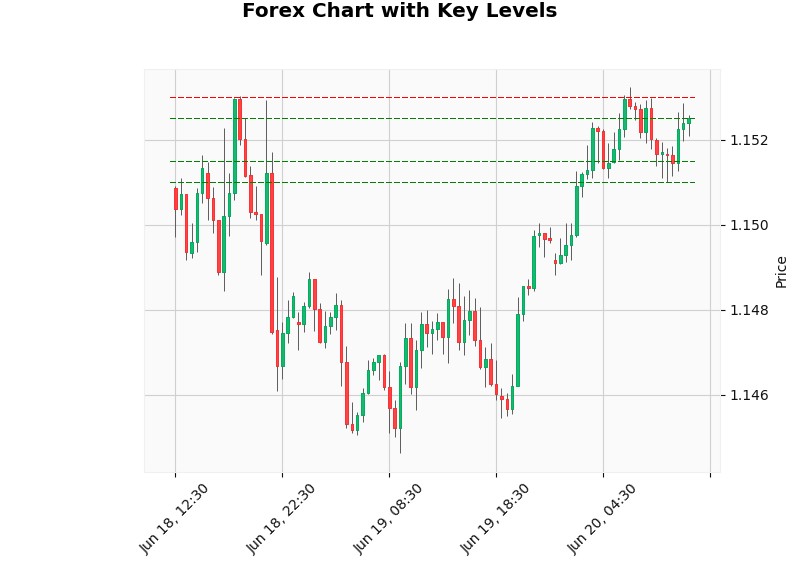 Forex Chart with Key Levels
1.152
1.150
1.148
1.146
Price
Jun 18, 12:30
Jun 18, 22:30
Jun 19, 08:30
Jun 19, 18:30
Jun 20, 04:30